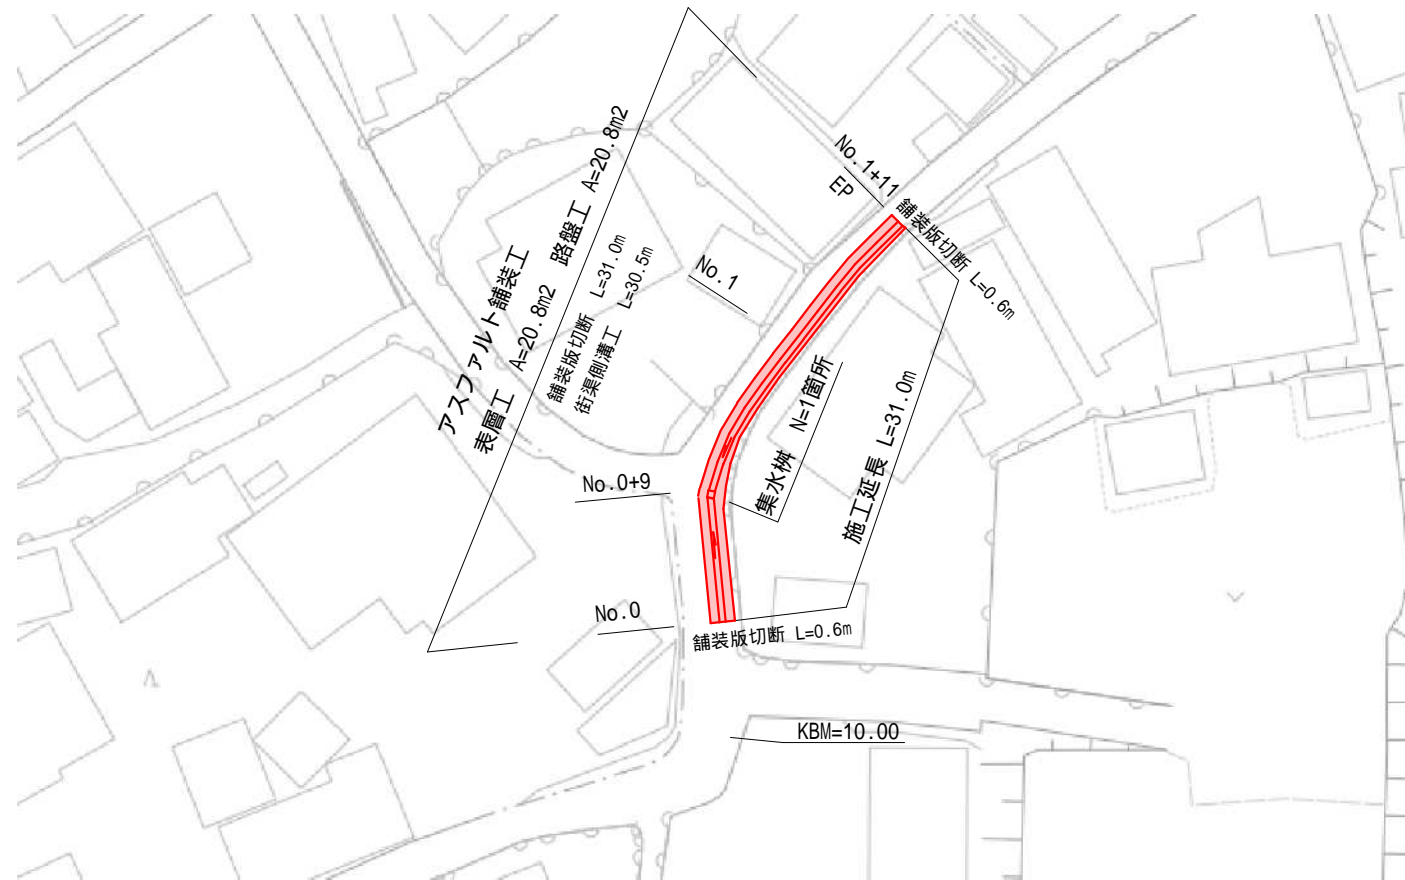 アスファルト舗装工
表層工 A=20.8m2 路盤工 A=20.8m2
舗装版切断 L=31.0m
街渠側溝工 L=30.5m
No.1+11
EP
舗装版切断 L=0.6m
No.1
集水桝 N=1箇所
施工延長 L=31.0m
No.0+9
No.0
舗装版切断 L=0.6m
KBM=10.00